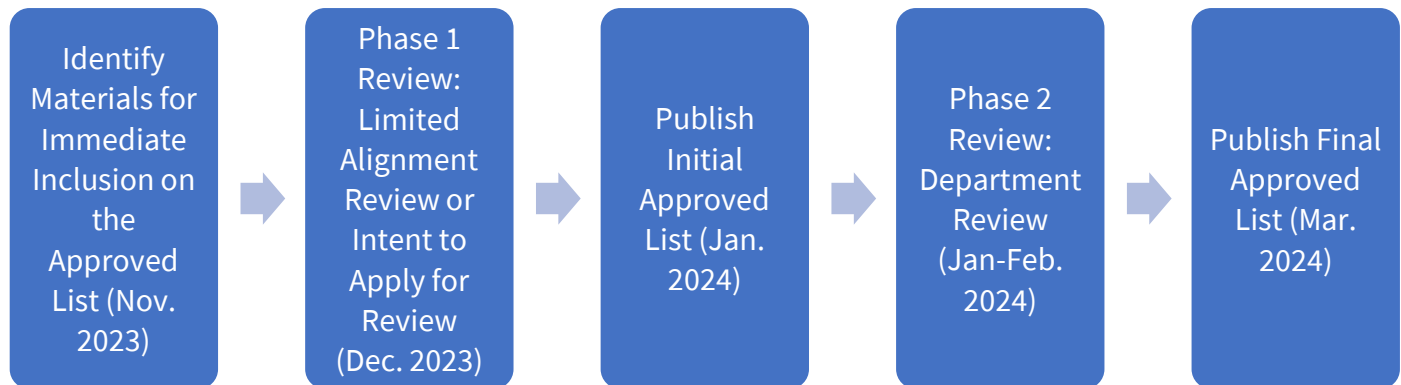 Identify
Materials for
Immediate
Inclusion on
the
Approved
List (Nov.
2023)
Phase 1
Review:
Limited
Alignment
Review or
Intent to
Apply for
Review
(Dec. 2023)
Publish
Initial
Approved
List (Jan.
2024)
Phase 2
Review:
Department
Review
(Jan-Feb.
2024)
Publish Final
Approved
List (Mar.
2024)